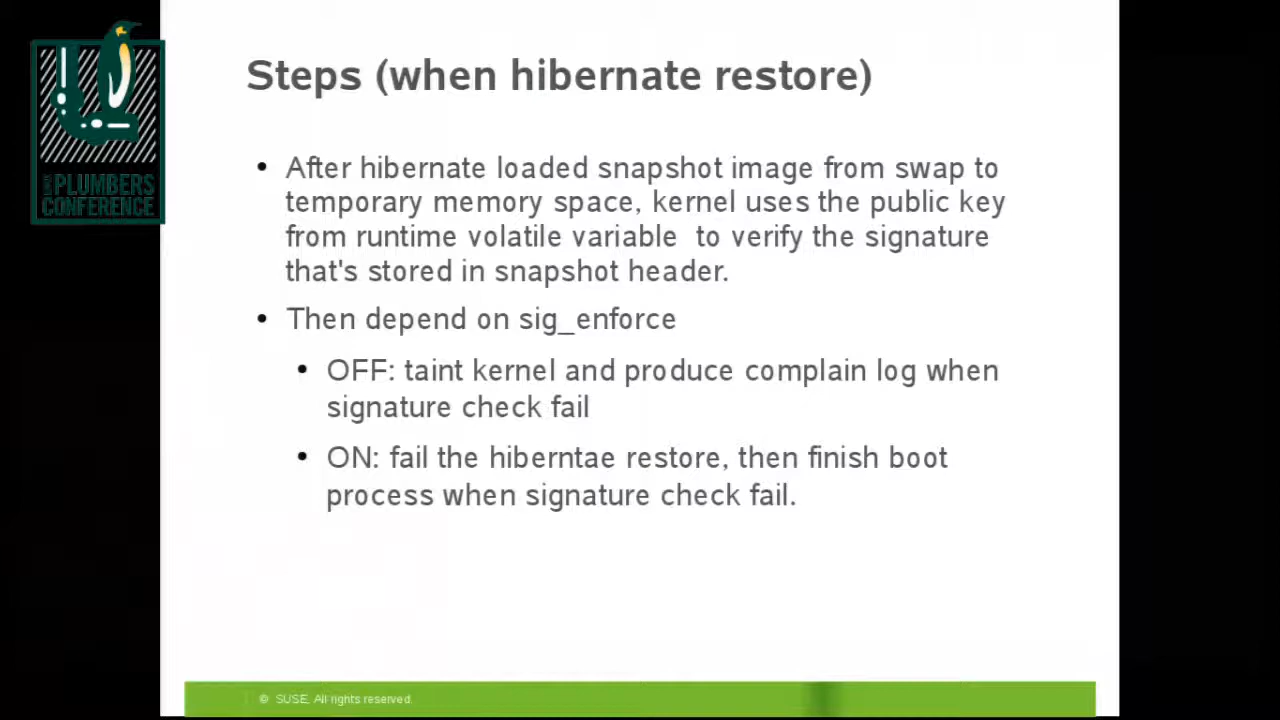 Steps (when hibernate restore)
After hibernate loaded snapshot image from swap to
temporary memory space, kernel uses the public key
from runtime volatile variable to verify the signature
that's stored in snapshot header.
Then depend on sig_enforce
OFF: taint kernel and produce complain log when
signature check fail
ON: fail the hiberntae restore, then finish boot
process when signature check fail.
PLUMBERS
CONFERENCE
© SUSE, All rights reserved.